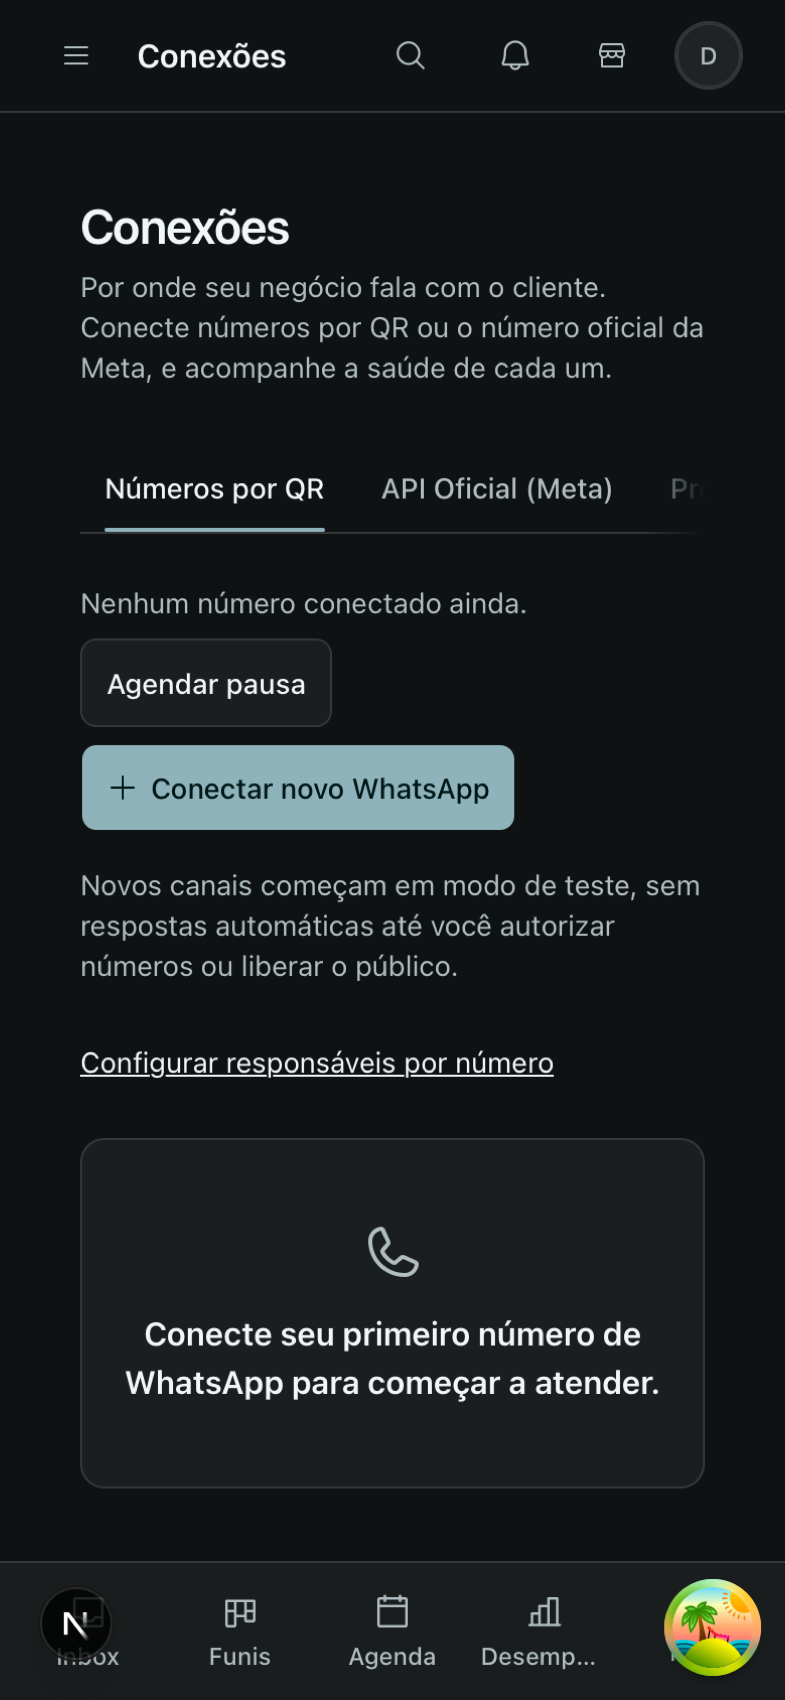 Conexões
D
Conexões
Por onde seu negócio fala com o cliente.
Conecte números por QR ou o número oficial da
Meta, e acompanhe a saúde de cada um.
Números por QR
API Oficial (Meta)
Nenhum número conectado ainda.
Agendar pausa
Conectar novo WhatsApp
Novos canais começam em modo de teste, sem
respostas automáticas até você autorizar
números ou liberar o público.
Configurar responsáveis por número
Conecte seu primeiro número de
WhatsApp para começar a atender.
N
Inbox
Funis
Agenda
Desemp...